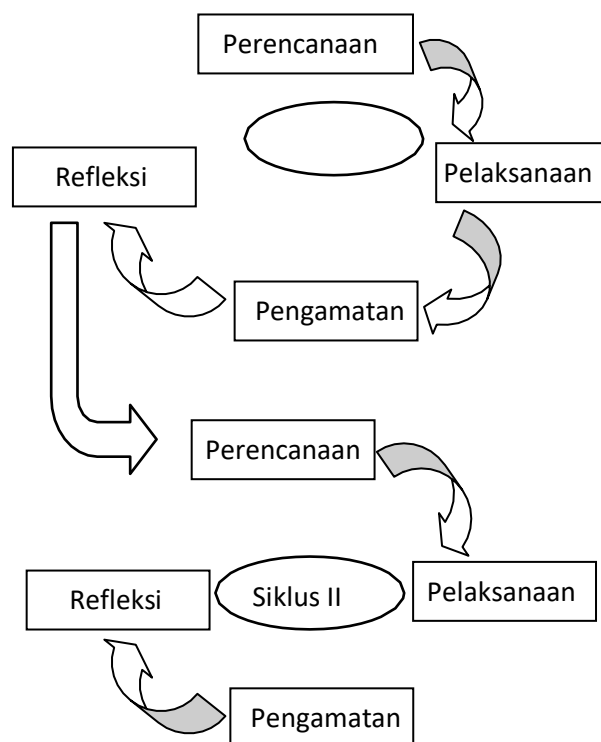 Perencanaan
Refleksi
Pelaksanaan
Pengamatan
Perencanaan
Refleksi
Siklus II
Pelaksanaan
Pengamatan